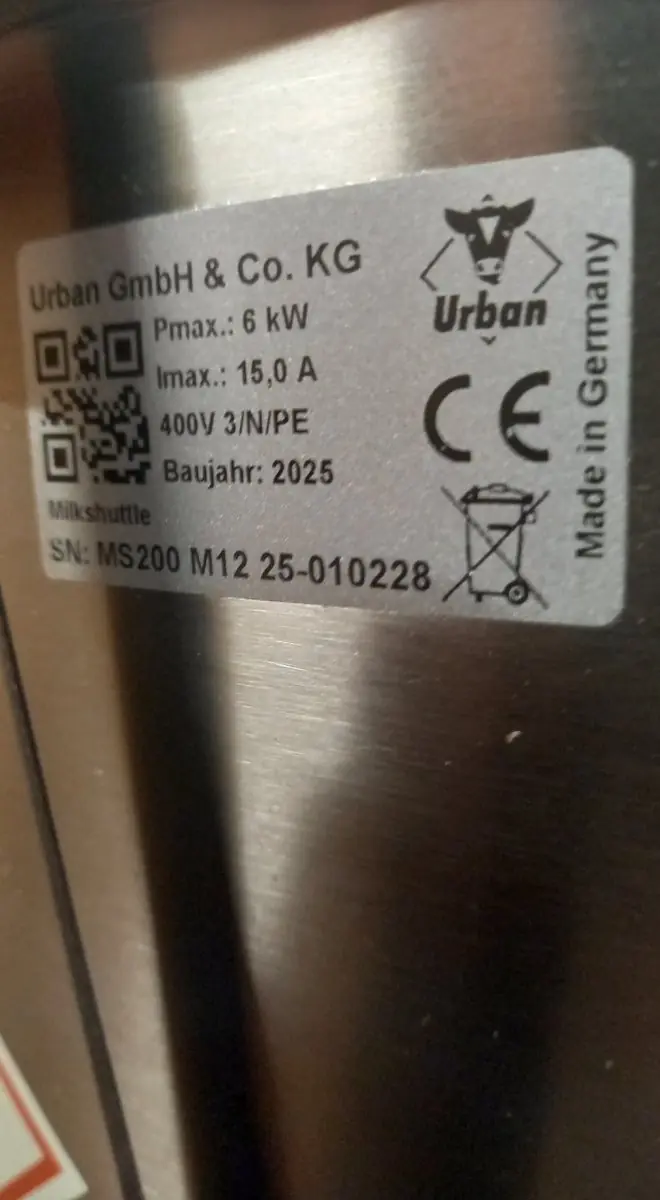 Urban GmbH & Co. KG
Pmax.: 6 kW
Imax.: 15,0 A
400V 3/N/PE
Baujahr: 2025
Milkshuttle
SN: MS200 M12 25-010228
Urban
CE
Made in Germany